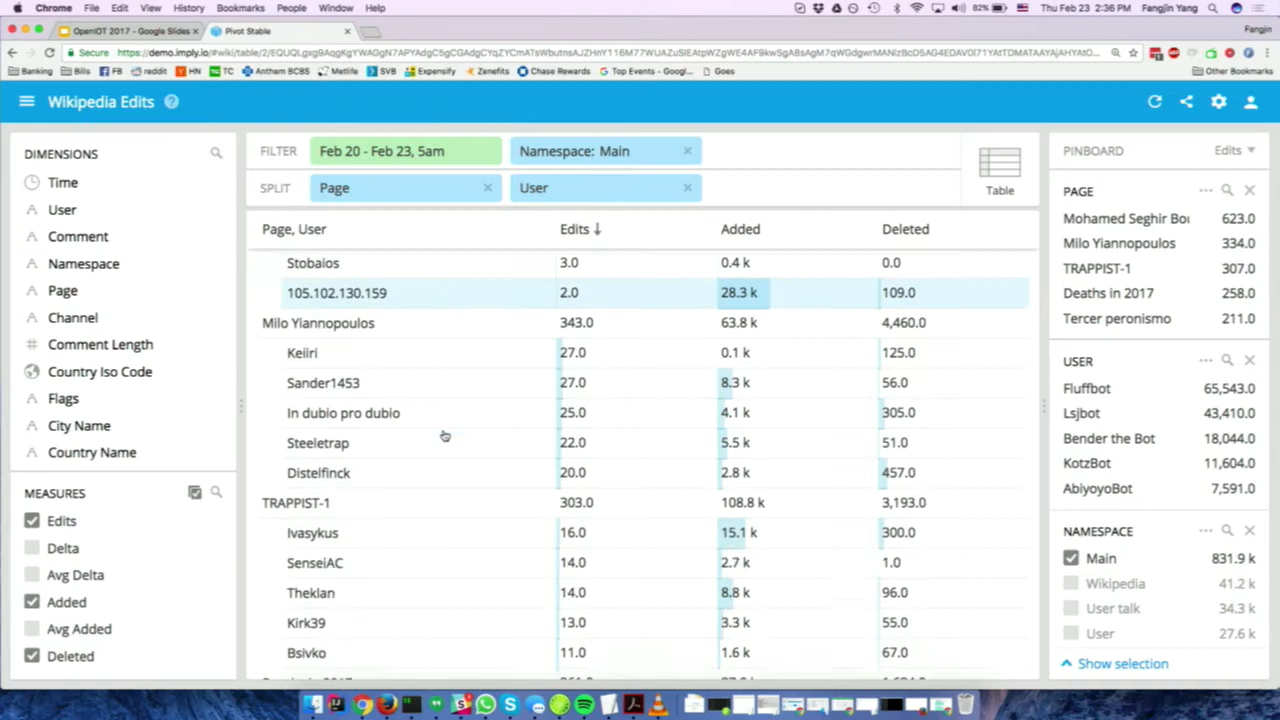 Chrome File Edit View History Bookmarks People Window Help 82% Thu Feb 23 2:36 PM Fangjin Yang
OpenIOT 2017 - Google Slides Pivot Stable Fangjin
Secure
Banking Bills FB reddit HN TC Anthem BCBS Metlife SVB Expensify Zenefits Chase Rewards Top Events - Googl... Goes Other Bookmarks
Wikipedia Edits
DIMENSIONS
Time
User
Comment
Namespace
Page
Channel
Comment Length
Country Iso Code
Flags
City Name
Country Name
MEASURES
Edits
Delta
Avg Delta
Added
Avg Added
Deleted
FILTER Feb 20 - Feb 23, 5am Namespace: Main
SPLIT Page User
Table
Page, User Edits Added Deleted
Stobaios 3.0 0.4 k 0.0
105.102.130.159 2.0 28.3 k 109.0
Milo Yiannopoulos 343.0 63.8 k 4,460.0
Keiiri 27.0 0.1 k 125.0
Sander1453 27.0 8.3 k 56.0
In dubio pro dubio 25.0 4.1 k 305.0
Steeletrap 22.0 5.5 k 51.0
Distelfinck 20.0 2.8 k 457.0
TRAPPIST-1 303.0 108.8 k 3,193.0
Ivasykus 16.0 15.1 k 300.0
SenseiAC 14.0 2.7 k 1.0
Theklan 14.0 8.8 k 96.0
Kirk39 13.0 3.3 k 55.0
Bsivko 11.0 1.6 k 67.0
PINBOARD Edits
PAGE
Mohamed Seghir Bou 623.0
Milo Yiannopoulos 334.0
TRAPPIST-1 307.0
Deaths in 2017 258.0
Tercer peronismo 211.0
USER
Fluffbot 65,543.0
Lsjbot 43,410.0
Bender the Bot 18,044.0
KotzBot 11,604.0
AbiyoyoBot 7,591.0
NAMESPACE
Main 831.9 k
Wikipedia 41.2 k
User talk 34.3 k
User 27.6 k
Show selection